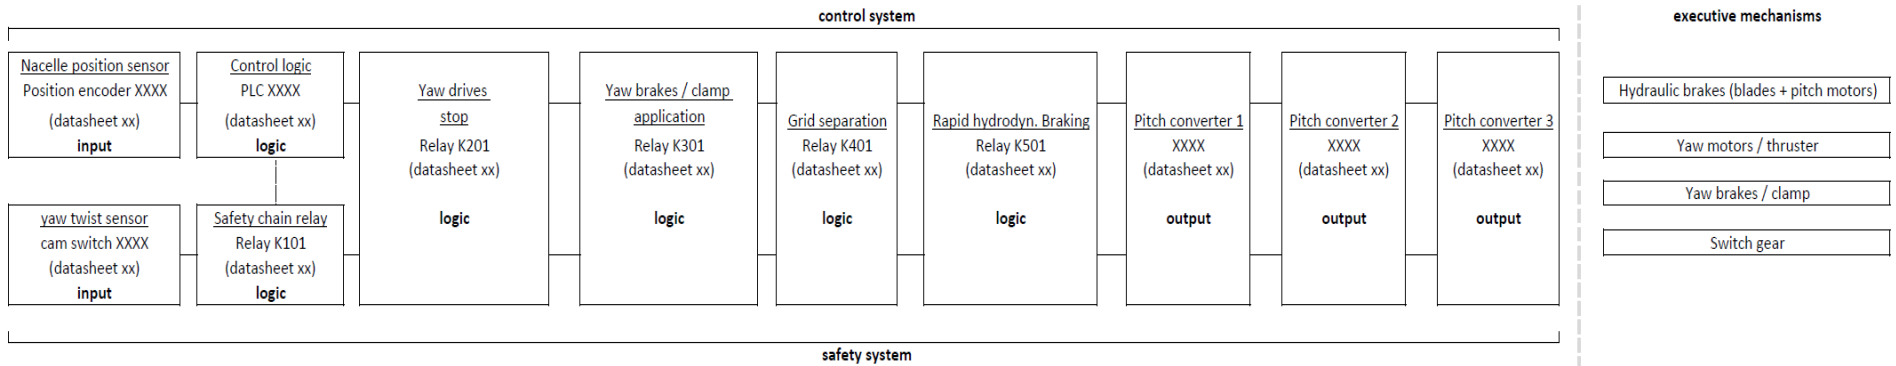 control system
executive mechanisms
Nacelle position sensor
Position encoder XXXX
(datasheet xx)
input
Control logic
PLC XXXX
(datasheet xx)
logic
yaw twist sensor
cam switch XXXX
(datasheet xx)
input
Safety chain relay
Relay K101
(datasheet xx)
logic
Yaw drives
stop
Relay K201
(datasheet xx)
logic
Yaw brakes / clamp
application
Relay K301
(datasheet xx)
logic
Grid separation
Relay K401
(datasheet xx)
logic
Rapid hydrodyn. Braking
Relay K501
(datasheet xx)
logic
Pitch converter 1
XXXX
(datasheet xx)
output
Pitch converter 2
XXXX
(datasheet xx)
output
Pitch converter 3
XXXX
(datasheet xx)
output
Hydraulic brakes (blades + pitch motors)
Yaw motors / thruster
Yaw brakes / clamp
Switch gear
safety system